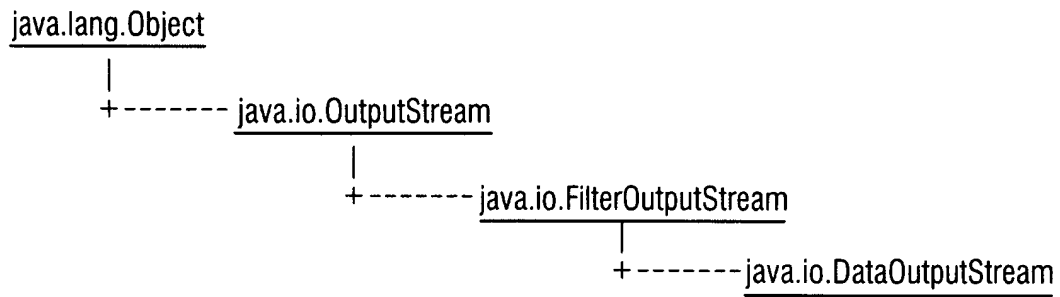 java.lang.Object
|
+------- java.io.OutputStream
|
+------- java.io.FilterOutputStream
|
+-------java.io.DataOutputStream